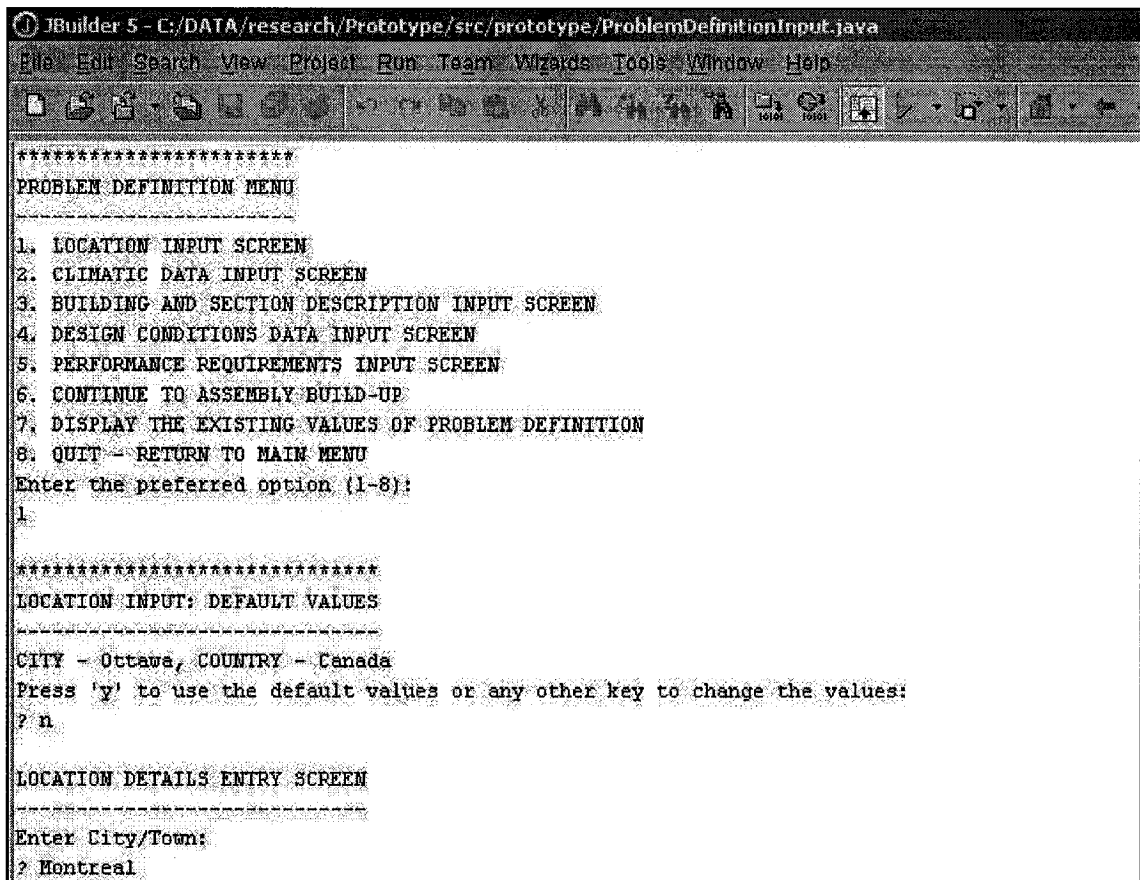 JBuilder 5 - C:/DATA/research/Prototype/src/prototype/ProblemDefinitionInput.java
File Edit Search View Project Run Team Wizards Tools Window Help
***********************
PROBLEM DEFINITION MENU
-----------------------
1. LOCATION INPUT SCREEN
2. CLIMATIC DATA INPUT SCREEN
3. BUILDING AND SECTION DESCRIPTION INPUT SCREEN
4. DESIGN CONDITIONS DATA INPUT SCREEN
5. PERFORMANCE REQUIREMENTS INPUT SCREEN
6. CONTINUE TO ASSEMBLY BUILD-UP
7. DISPLAY THE EXISTING VALUES OF PROBLEM DEFINITION
8. QUIT - RETURN TO MAIN MENU
Enter the preferred option (1-8):
1
******************************
LOCATION INPUT: DEFAULT VALUES
------------------------------
CITY - Ottawa, COUNTRY - Canada
Press 'y' to use the default values or any other key to change the values:
? n
LOCATION DETAILS ENTRY SCREEN
-----------------------------
Enter City/Town:
? Montreal